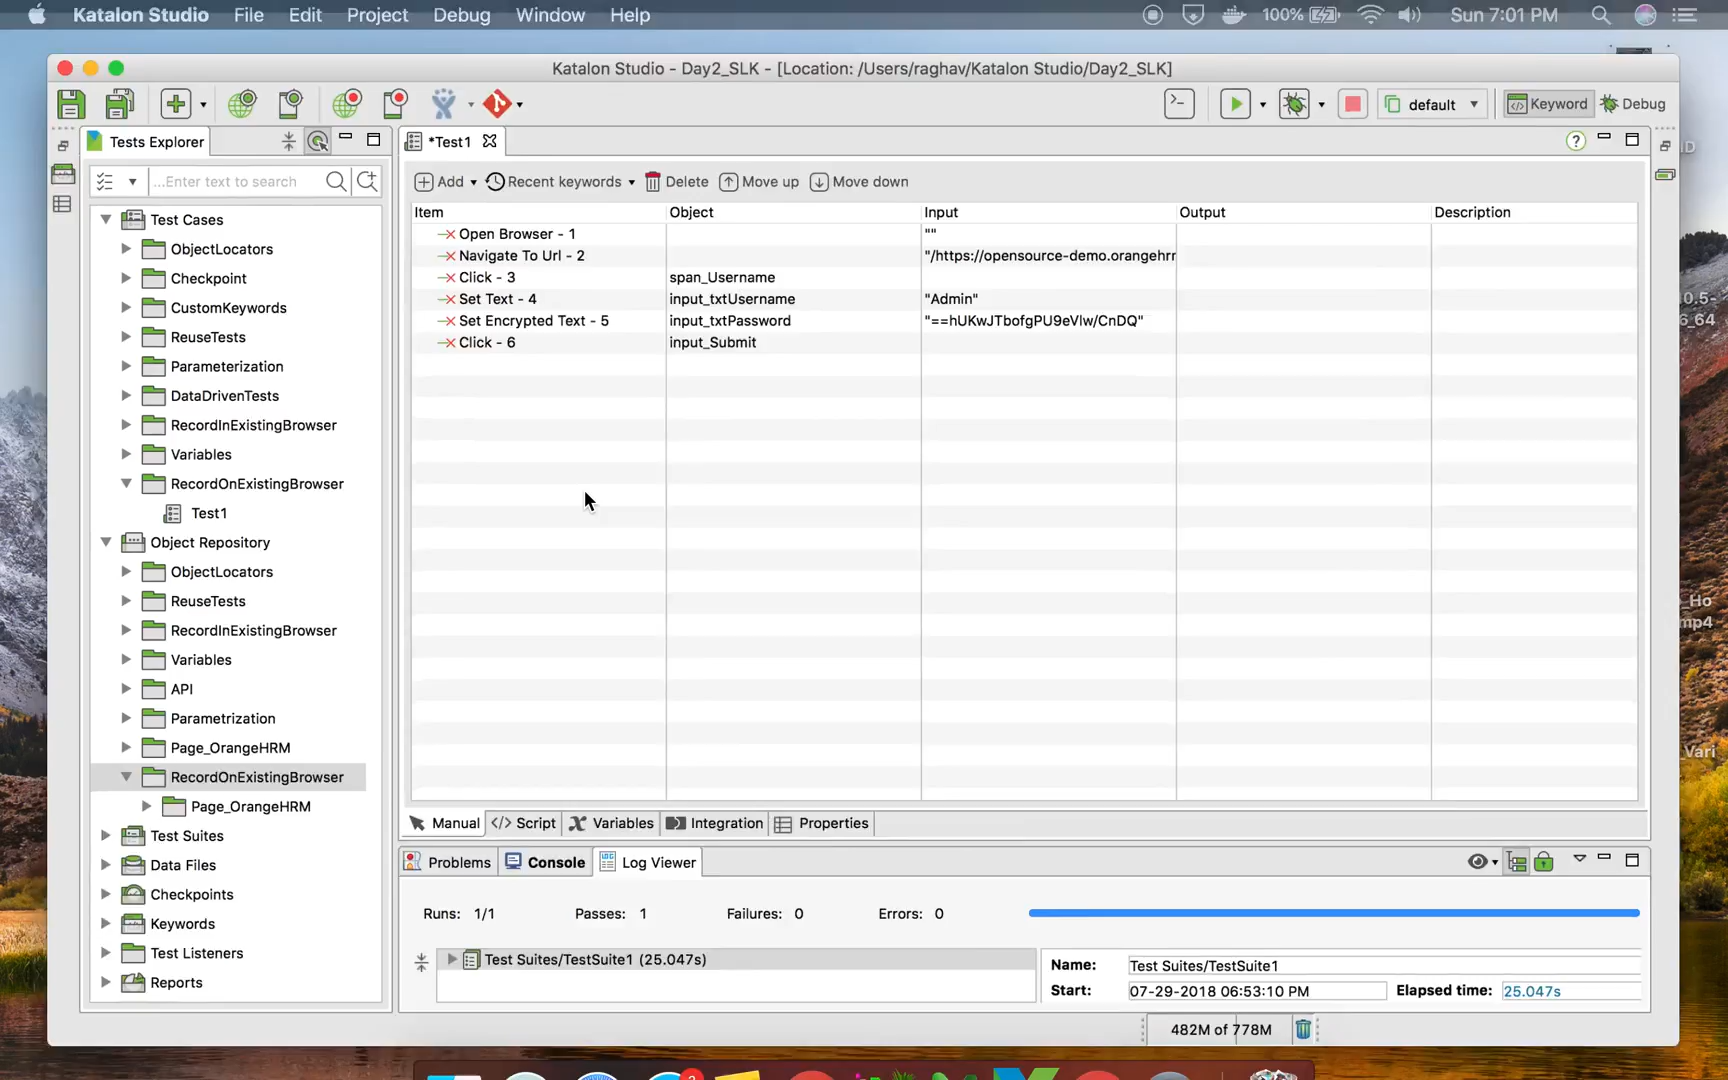 Katalon Studio File Edit Project Debug Window Help 100% Sun 7:01 PM
Katalon Studio - Day2_SLK - [Location: /Users/raghav/Katalon Studio/Day2_SLK]
default Keyword Debug
Tests Explorer
...Enter text to search
Test Cases
ObjectLocators
Checkpoint
CustomKeywords
ReuseTests
Parameterization
DataDrivenTests
RecordInExistingBrowser
Variables
RecordOnExistingBrowser
Test1
Object Repository
ObjectLocators
ReuseTests
RecordInExistingBrowser
Variables
API
Parametrization
Page_OrangeHRM
RecordOnExistingBrowser
Page_OrangeHRM
Test Suites
Data Files
Checkpoints
Keywords
Test Listeners
Reports
*Test1
Add Recent keywords Delete Move up Move down
Item Object Input Output Description
Open Browser - 1 ""
Navigate To Url - 2 "/https://opensource-demo.orangehrr
Click - 3 span_Username
Set Text - 4 input_txtUsername "Admin"
Set Encrypted Text - 5 input_txtPassword "==hUKwJTbofgPU9eVlw/CnDQ"
Click - 6 input_Submit
Manual </> Script Variables Integration Properties
Problems Console Log Viewer
Runs: 1/1 Passes: 1 Failures: 0 Errors: 0
Test Suites/TestSuite1 (25.047s)
Name: Test Suites/TestSuite1
Start: 07-29-2018 06:53:10 PM Elapsed time: 25.047s
482M of 778M
ID
0.5-
6_64
_Ho
mp4
_Vari
2